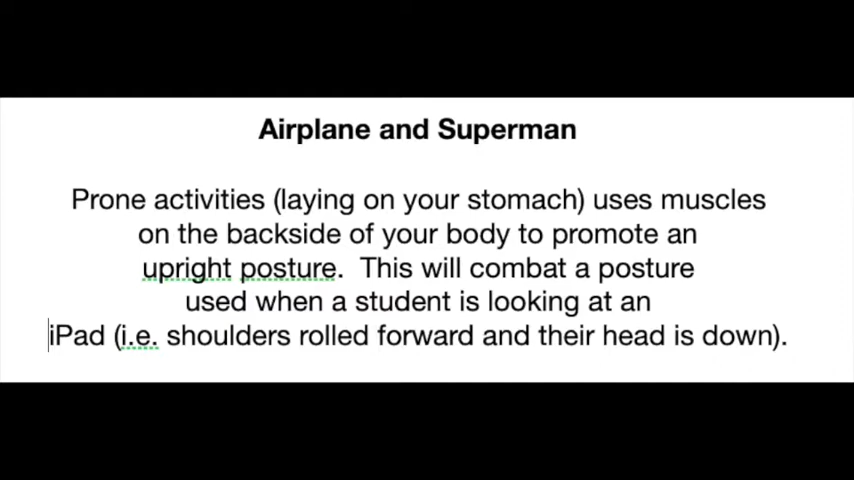 Airplane and Superman
Prone activities (laying on your stomach) uses muscles
on the backside of your body to promote an
upright posture.  This will combat a posture
used when a student is looking at an
iPad (i.e. shoulders rolled forward and their head is down).